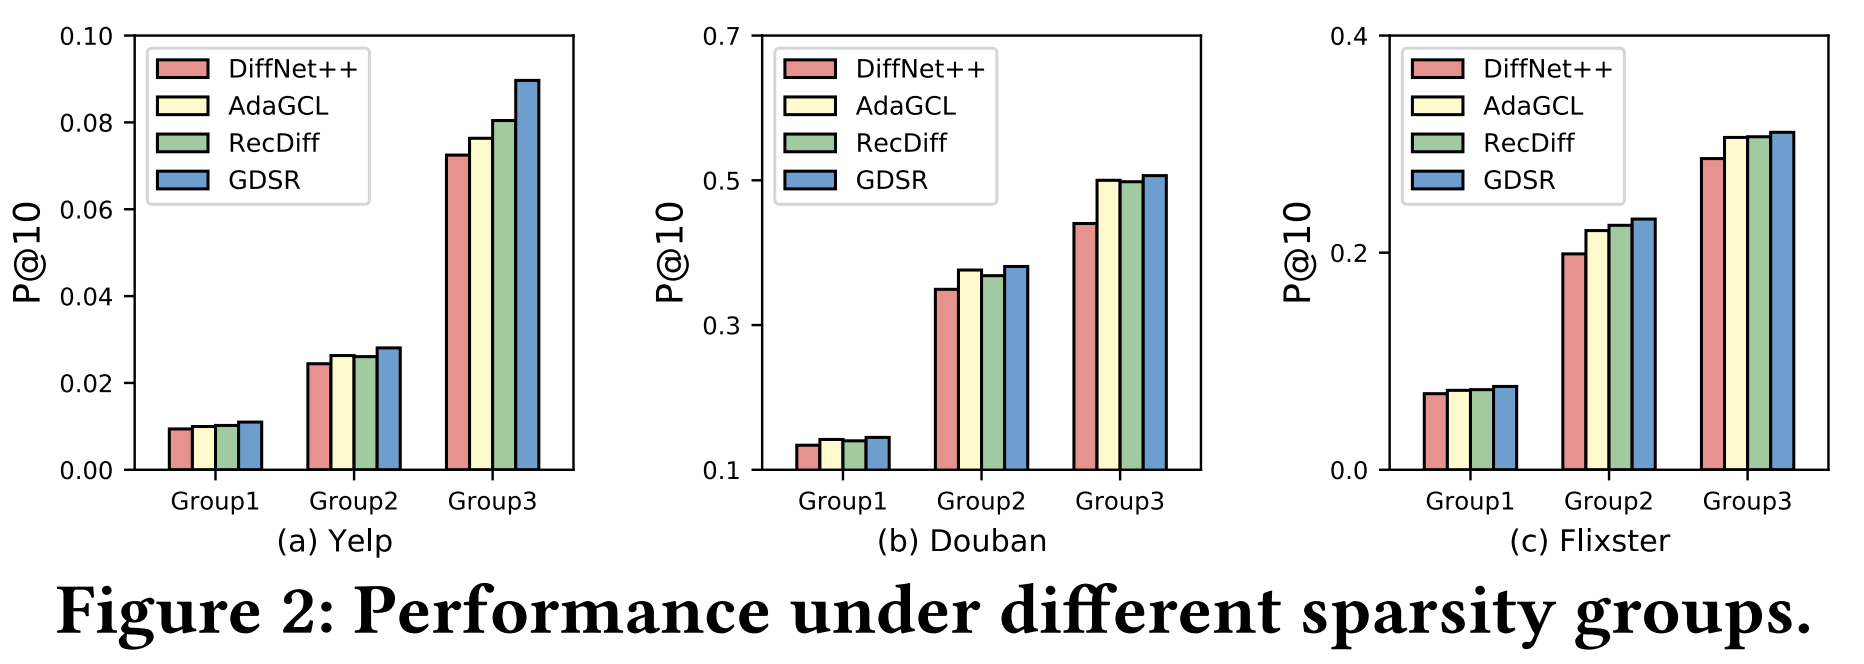 P@10
0.10
0.08
0.06
0.04
0.02
0.00
DiffNet++
AdaGCL
RecDiff
GDSR
Group1 Group2 Group3
(a) Yelp
P@10
0.7
0.5
0.3
0.1
DiffNet++
AdaGCL
RecDiff
GDSR
Group1 Group2 Group3
(b) Douban
P@10
0.4
0.2
0.0
DiffNet++
AdaGCL
RecDiff
GDSR
Group1 Group2 Group3
(c) Flixster
Figure 2: Performance under different sparsity groups.